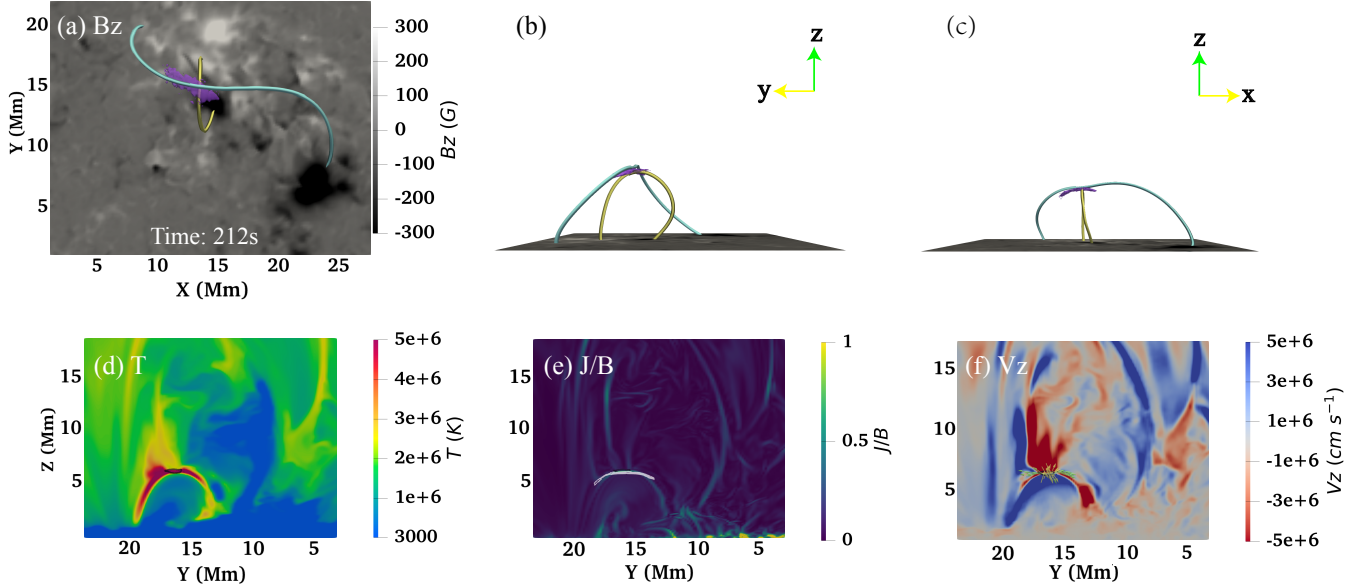 (a) Bz
20
15
10
5
Y (Mm)
Time: 212s
5 10 15 20 25
X (Mm)
300
200
100
0
-100
-200
-300
Bz (G)
(b)
z
y
(c)
z
x
(d) T
15
10
5
Z (Mm)
20 15 10 5
Y (Mm)
5e+6
4e+6
3e+6
2e+6
1e+6
3000
T (K)
(e) J/B
15
10
5
20 15 10 5
Y (Mm)
1
0.5
0
J/B
(f) Vz
15
10
5
20 15 10 5
Y (Mm)
5e+6
3e+6
1e+6
-1e+6
-3e+6
-5e+6
Vz (cm s⁻¹)